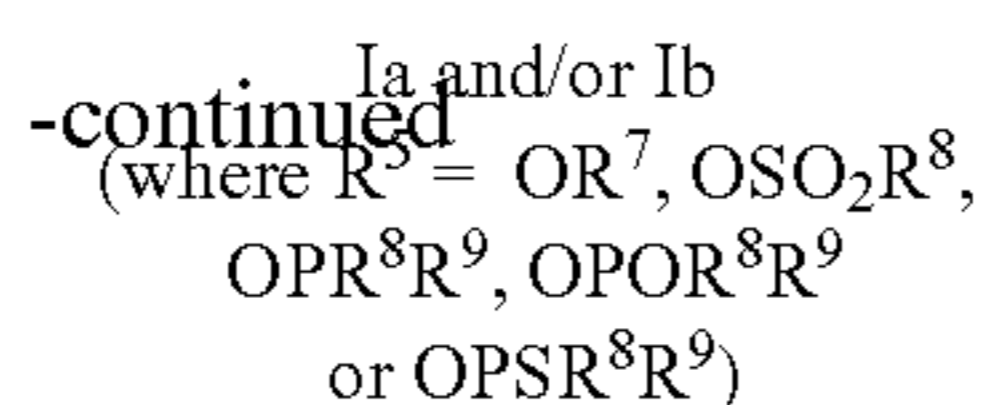 Ia and/or Ib
-continued
(where R⁵ = OR⁷, OSO₂R⁸,
OPR⁸R⁹, OPOR⁸R⁹
or OPSR⁸R⁹)